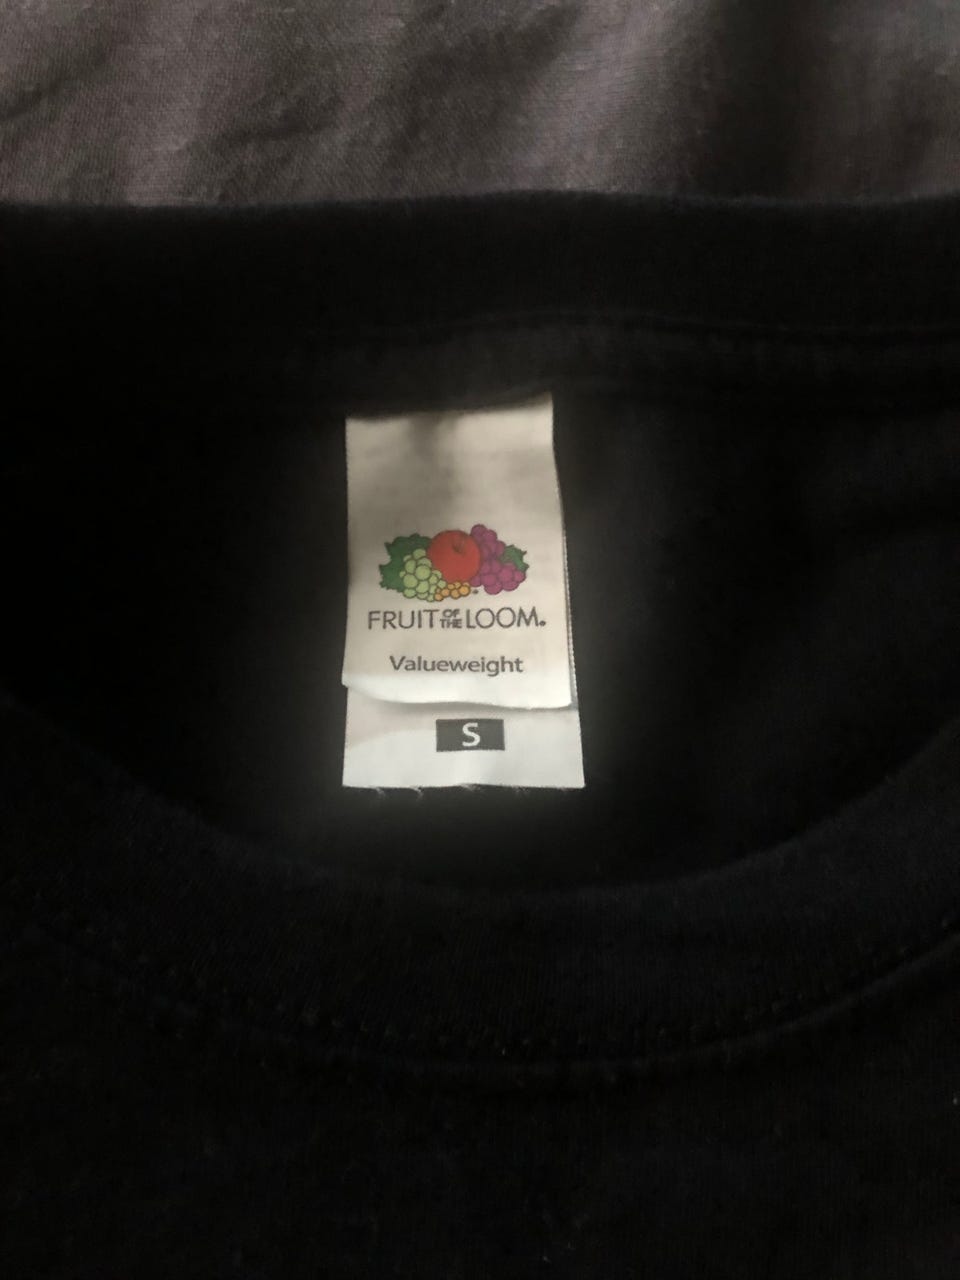 FRUIT OF THE LOOM.
Valueweight
S